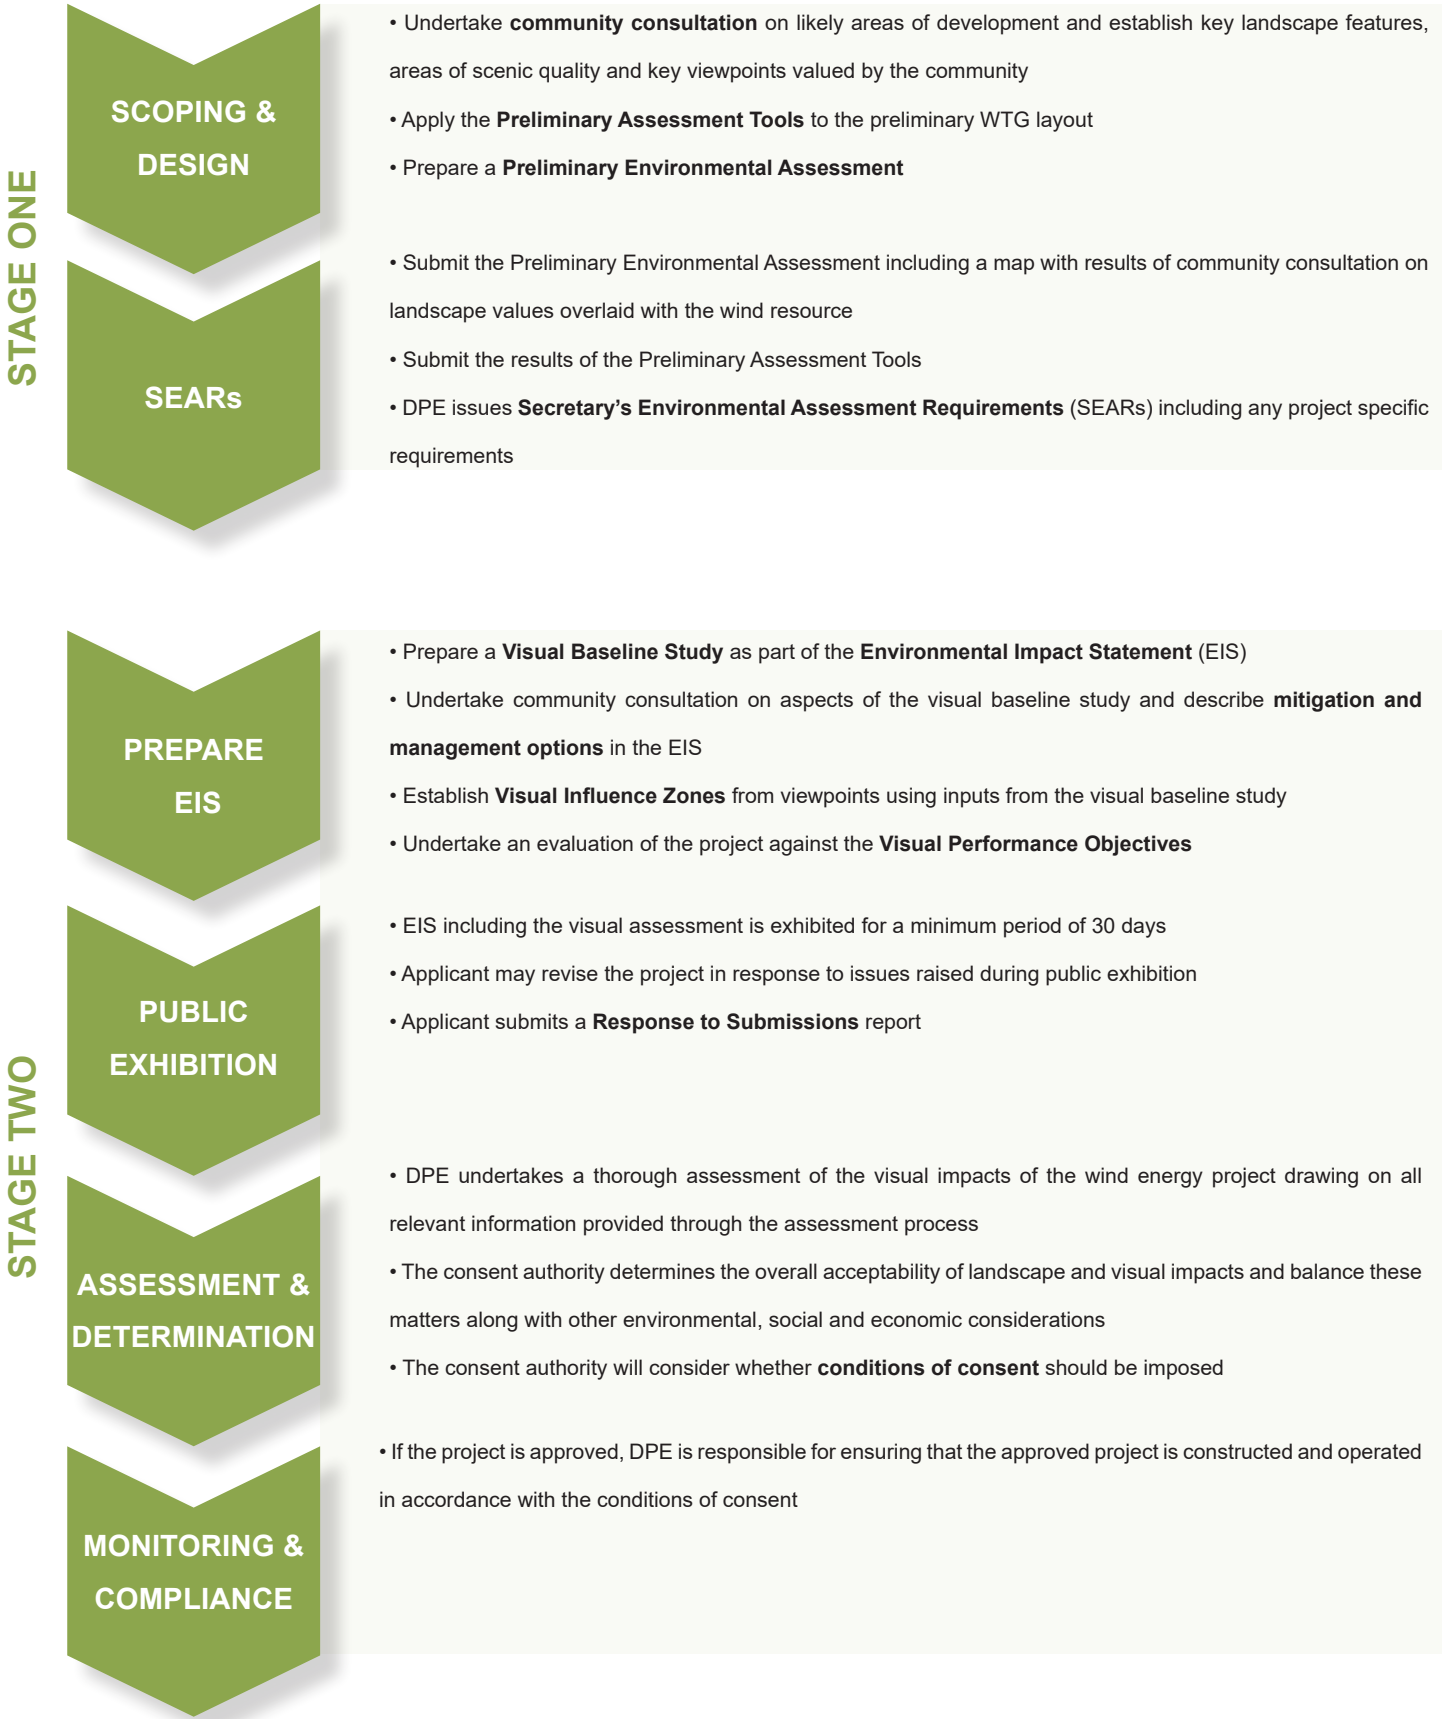 STAGE ONE
SCOPING &
DESIGN
• Undertake community consultation on likely areas of development and establish key landscape features,
areas of scenic quality and key viewpoints valued by the community
• Apply the Preliminary Assessment Tools to the preliminary WTG layout
• Prepare a Preliminary Environmental Assessment
SEARs
• Submit the Preliminary Environmental Assessment including a map with results of community consultation on
landscape values overlaid with the wind resource
• Submit the results of the Preliminary Assessment Tools
• DPE issues Secretary’s Environmental Assessment Requirements (SEARs) including any project specific
requirements
STAGE TWO
PREPARE
EIS
• Prepare a Visual Baseline Study as part of the Environmental Impact Statement (EIS)
• Undertake community consultation on aspects of the visual baseline study and describe mitigation and
management options in the EIS
• Establish Visual Influence Zones from viewpoints using inputs from the visual baseline study
• Undertake an evaluation of the project against the Visual Performance Objectives
PUBLIC
EXHIBITION
• EIS including the visual assessment is exhibited for a minimum period of 30 days
• Applicant may revise the project in response to issues raised during public exhibition
• Applicant submits a Response to Submissions report
ASSESSMENT &
DETERMINATION
• DPE undertakes a thorough assessment of the visual impacts of the wind energy project drawing on all
relevant information provided through the assessment process
• The consent authority determines the overall acceptability of landscape and visual impacts and balance these
matters along with other environmental, social and economic considerations
• The consent authority will consider whether conditions of consent should be imposed
MONITORING &
COMPLIANCE
• If the project is approved, DPE is responsible for ensuring that the approved project is constructed and operated
in accordance with the conditions of consent